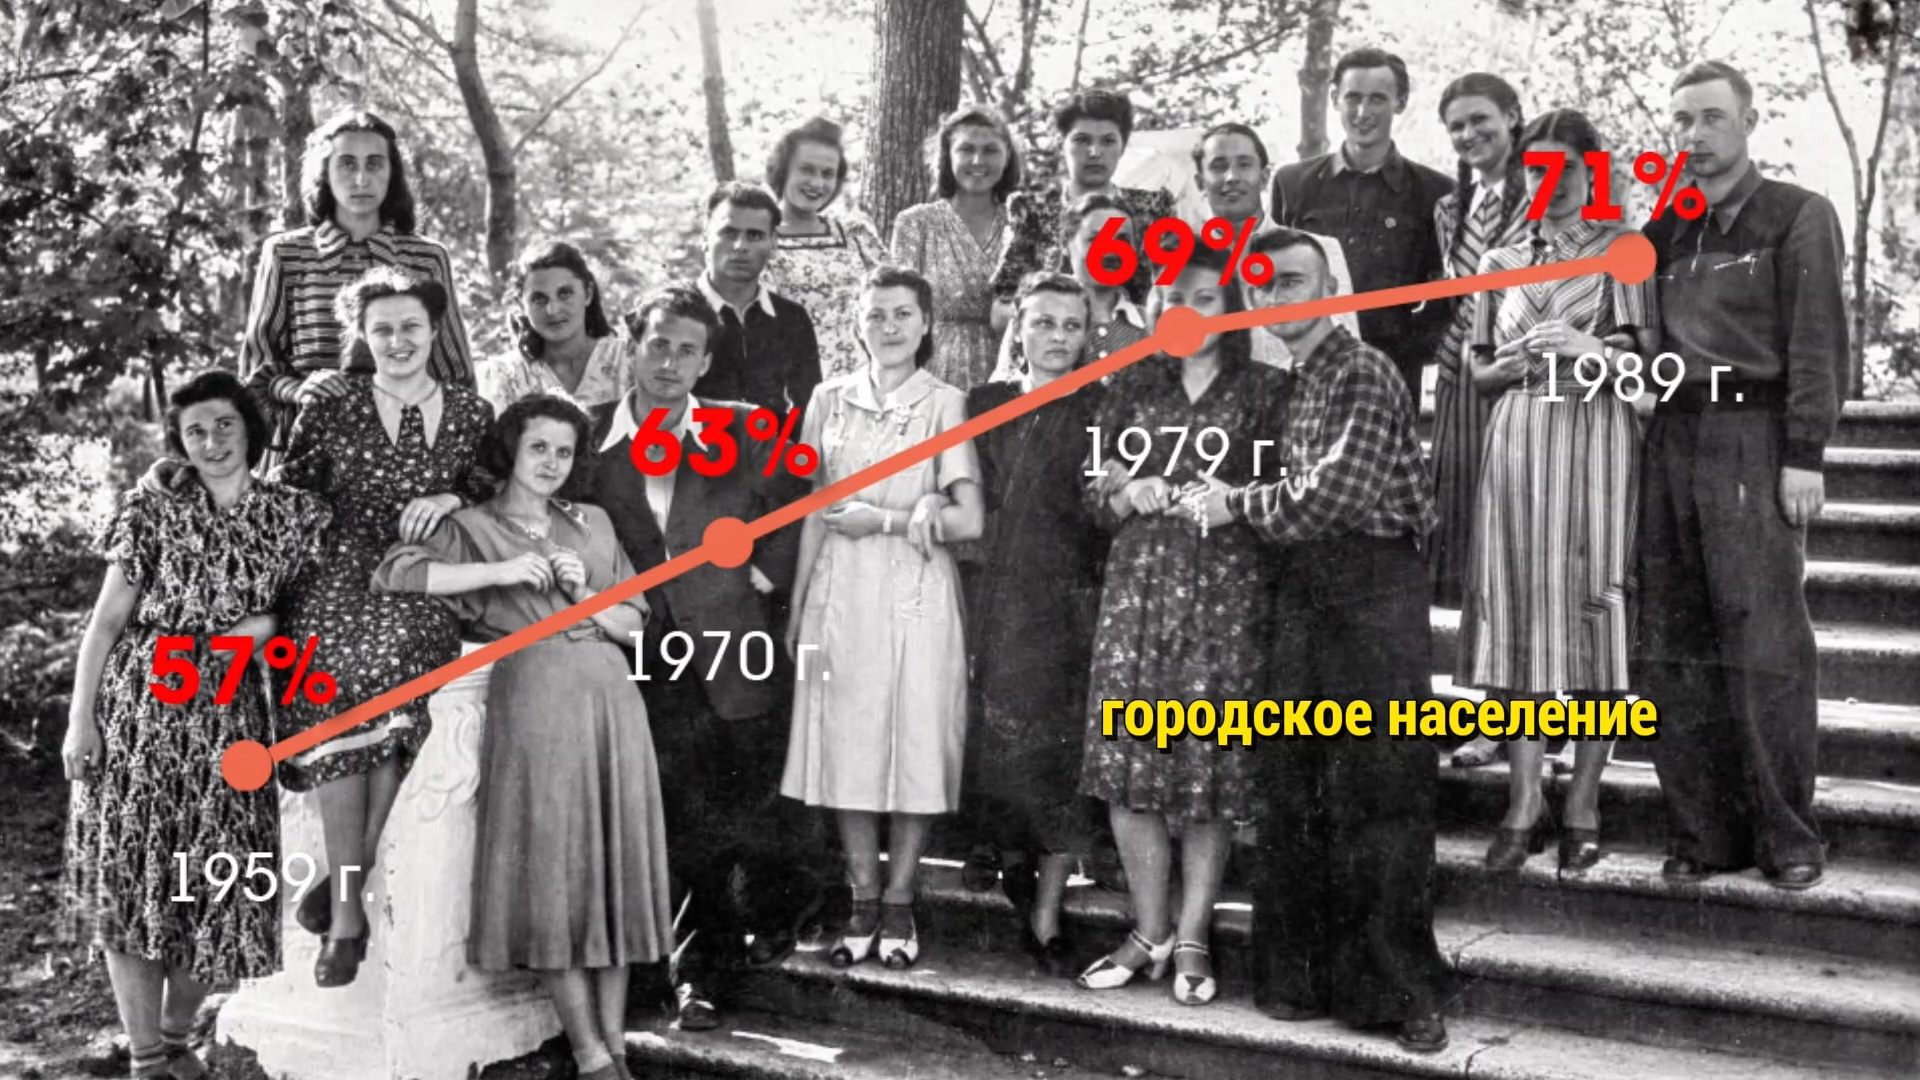 71%
69%
1989 г.
63%
1979 г.
57%
1970 г.
городское население
1959 г.